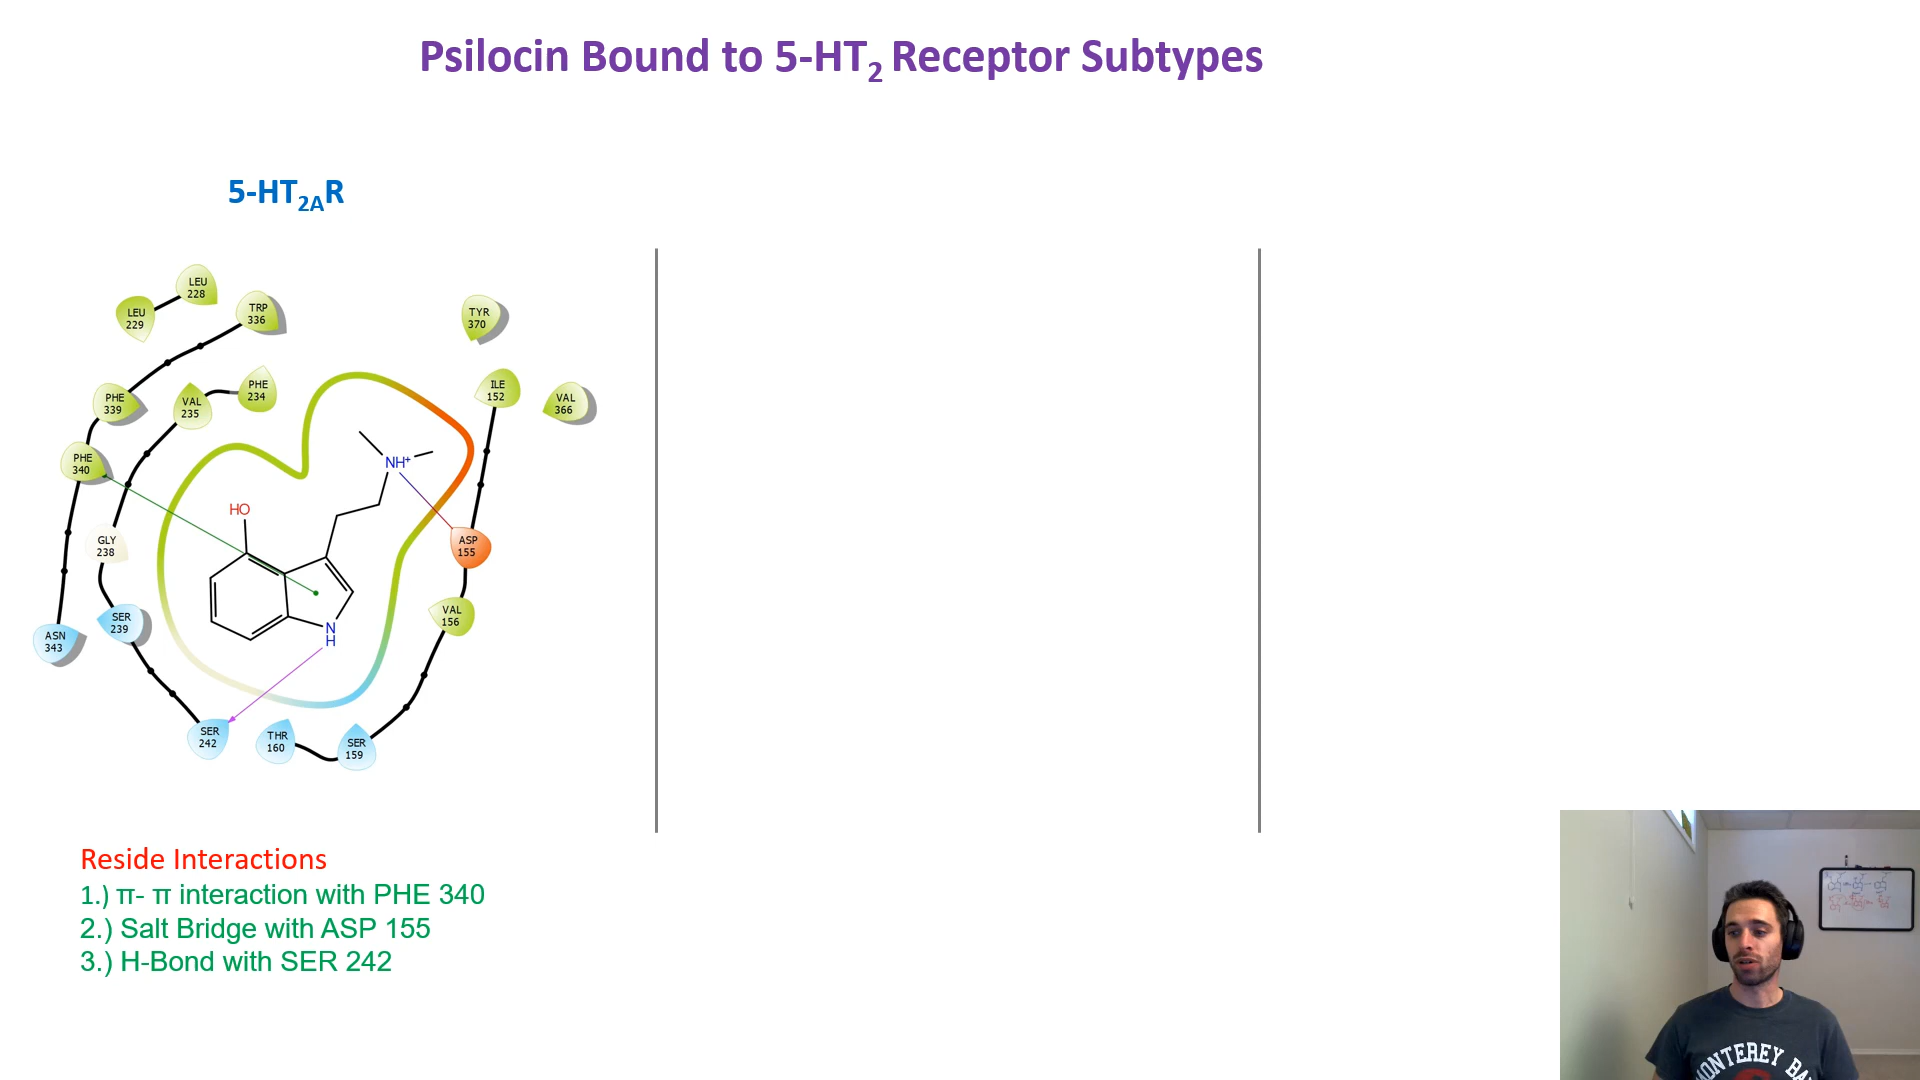 Psilocin Bound to 5-HT2 Receptor Subtypes
5-HT2AR
LEU
228
LEU
229
TRP
336
TYR
370
PHE
339
VAL
235
PHE
234
ILE
152
VAL
366
PHE
340
NH+
HO
GLY
238
ASP
155
SER
239
VAL
156
ASN
343
N
H
SER
242
THR
160
SER
159
Reside Interactions
1.) π- π interaction with PHE 340
2.) Salt Bridge with ASP 155
3.) H-Bond with SER 242
MONTEREY BA